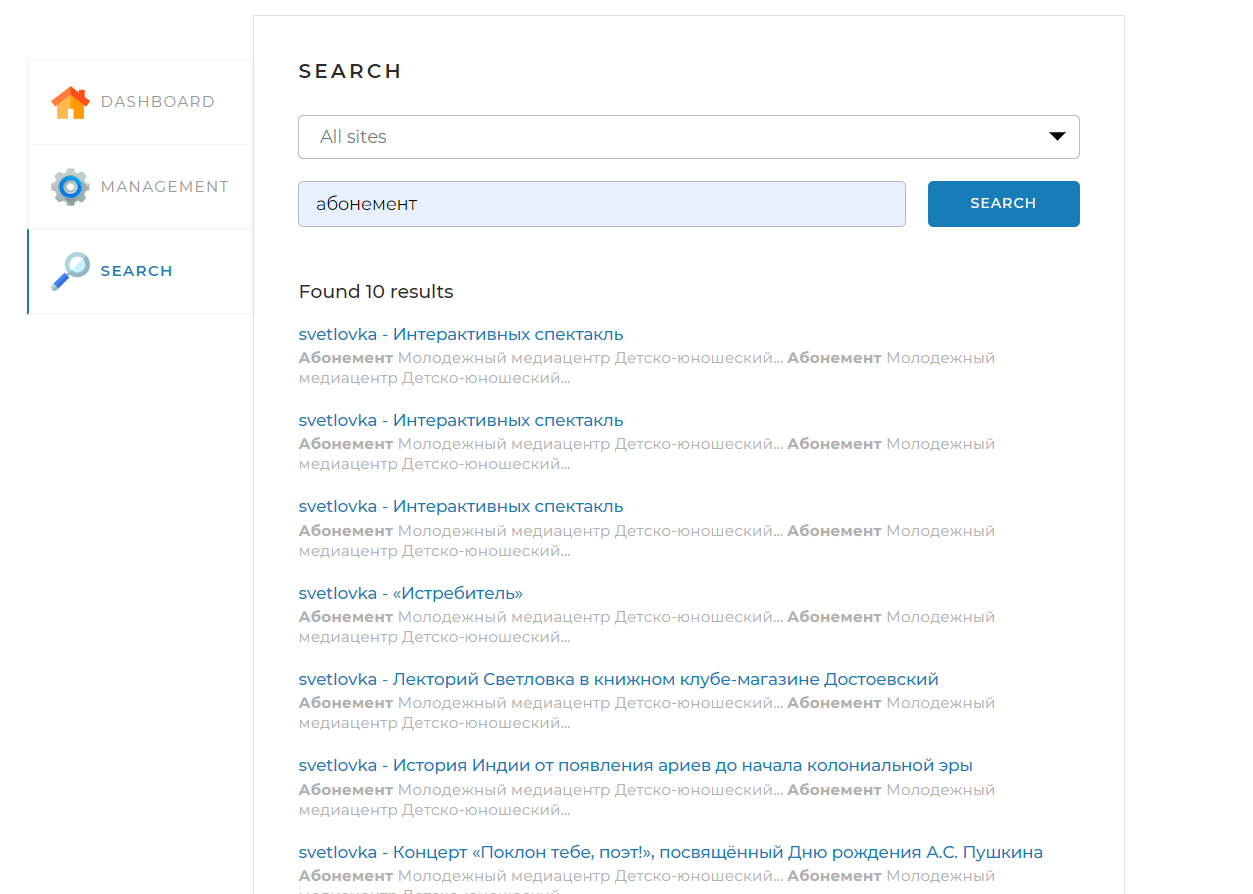 SEARCH
DASHBOARD
MANAGEMENT
SEARCH
All sites
абонемент
SEARCH
Found 10 results
svetlovka - Интерактивных спектакль
Абонемент Молодежный медиацентр Детско-юношеский... Абонемент Молодежный
медиацентр Детско-юношеский...
svetlovka - Интерактивных спектакль
Абонемент Молодежный медиацентр Детско-юношеский... Абонемент Молодежный
медиацентр Детско-юношеский...
svetlovka - Интерактивных спектакль
Абонемент Молодежный медиацентр Детско-юношеский... Абонемент Молодежный
медиацентр Детско-юношеский...
svetlovka - «Истребитель»
Абонемент Молодежный медиацентр Детско-юношеский... Абонемент Молодежный
медиацентр Детско-юношеский...
svetlovka - Лекторий Светловка в книжном клубе-магазине Достоевский
Абонемент Молодежный медиацентр Детско-юношеский... Абонемент Молодежный
медиацентр Детско-юношеский...
svetlovka - История Индии от появления ариев до начала колониальной эры
Абонемент Молодежный медиацентр Детско-юношеский... Абонемент Молодежный
медиацентр Детско-юношеский...
svetlovka - Концерт «Поклон тебе, поэт!», посвящённый Дню рождения А.С. Пушкина
Абонемент Молодежный медиацентр Детско-юношеский... Абонемент Молодежный